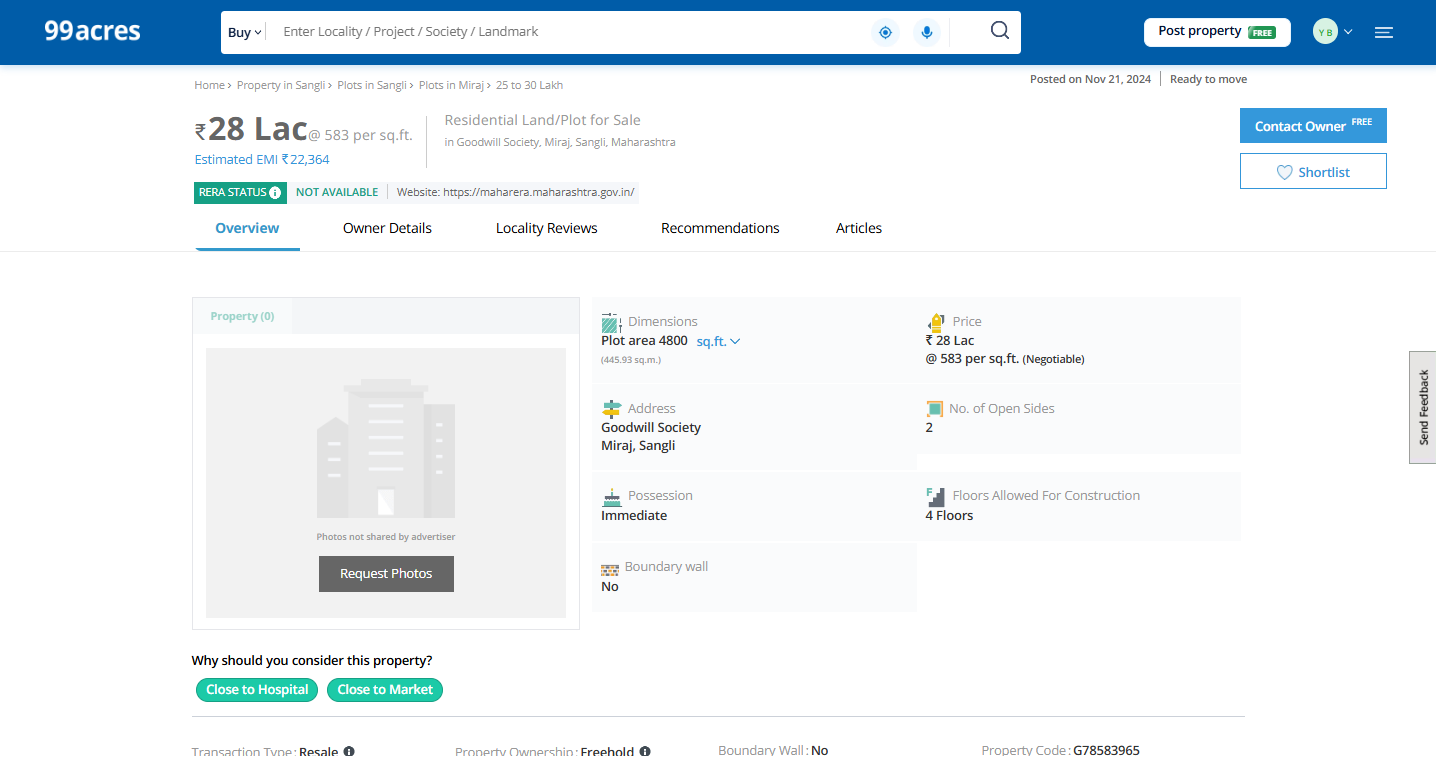 99acres
Buy
Enter Locality / Project / Society / Landmark
Post property FREE
Y B
Home › Property in Sangli › Plots in Sangli › Plots in Miraj › 25 to 30 Lakh
Posted on Nov 21, 2024 | Ready to move
₹ 28 Lac @ 583 per sq.ft.
Estimated EMI ₹ 22,364
Residential Land/Plot for Sale
in Goodwill Society, Miraj, Sangli, Maharashtra
Contact Owner FREE
Shortlist
RERA STATUS NOT AVAILABLE | Website: https://maharera.maharashtra.gov.in/
Overview Owner Details Locality Reviews Recommendations Articles
Property (0)
Photos not shared by advertiser
Request Photos
Dimensions
Plot area 4800 sq.ft.
(445.93 sq.m.)
Price
₹ 28 Lac
@ 583 per sq.ft. (Negotiable)
Address
Goodwill Society
Miraj, Sangli
No. of Open Sides
2
Possession
Immediate
F
Floors Allowed For Construction
4 Floors
Boundary wall
No
Send Feedback
Why should you consider this property?
Close to Hospital Close to Market
Transaction Type : Resale Property Ownership : Freehold Boundary Wall : No Property Code : G78583965